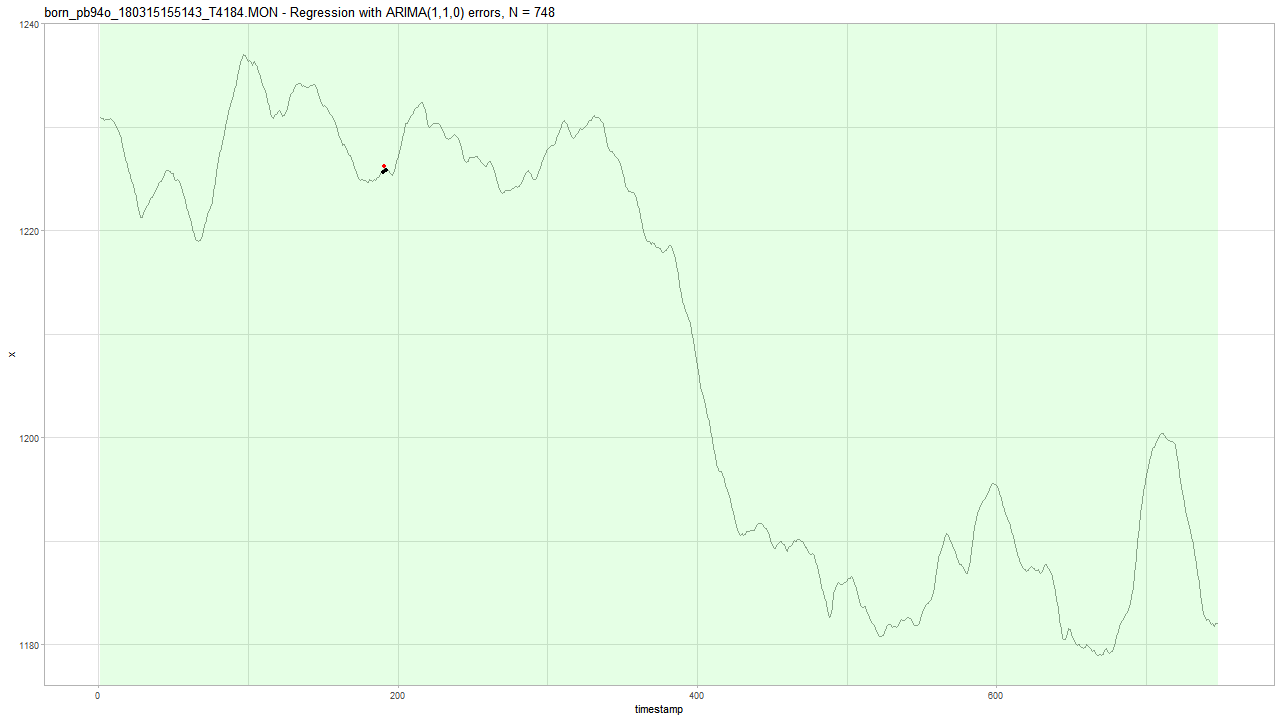 born_pb94o_180315155143_T4184.MON - Regression with ARIMA(1,1,0) errors, N = 748
1240
1220
x
1200
1180
0 200 400 600
timestamp